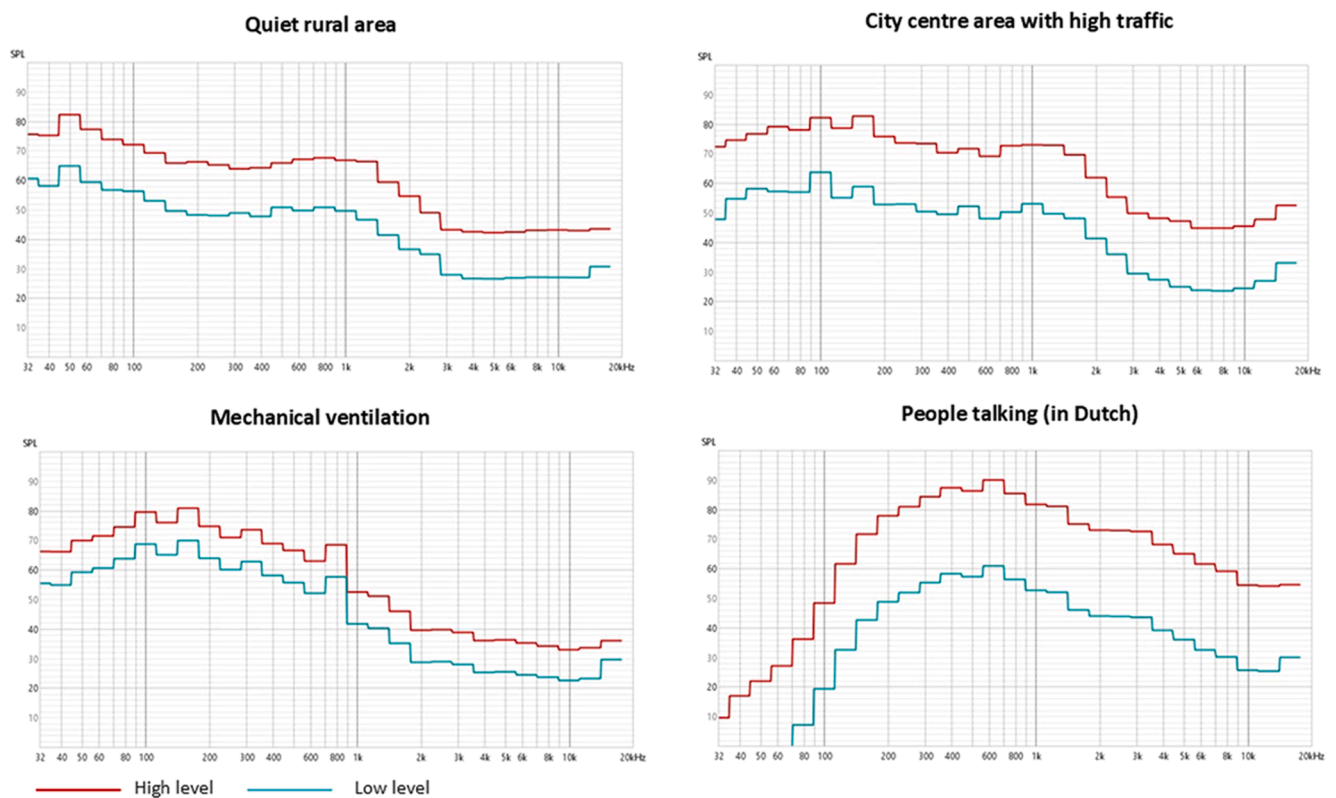 Quiet rural area
SPL
90
80
70
60
50
40
30
20
10
32 40 50 60 80 100 200 300 400 600 800 1k 2k 3k 4k 5k 6k 8k 10k 20kHz
City centre area with high traffic
SPL
90
80
70
60
50
40
30
20
10
32 40 50 60 80 100 200 300 400 600 800 1k 2k 3k 4k 5k 6k 8k 10k 20kHz
Mechanical ventilation
SPL
90
80
70
60
50
40
30
20
10
32 40 50 60 80 100 200 300 400 600 800 1k 2k 3k 4k 5k 6k 8k 10k 20kHz
People talking (in Dutch)
SPL
90
80
70
60
50
40
30
20
10
32 40 50 60 80 100 200 300 400 600 800 1k 2k 3k 4k 5k 6k 8k 10k 20kHz
High level Low level